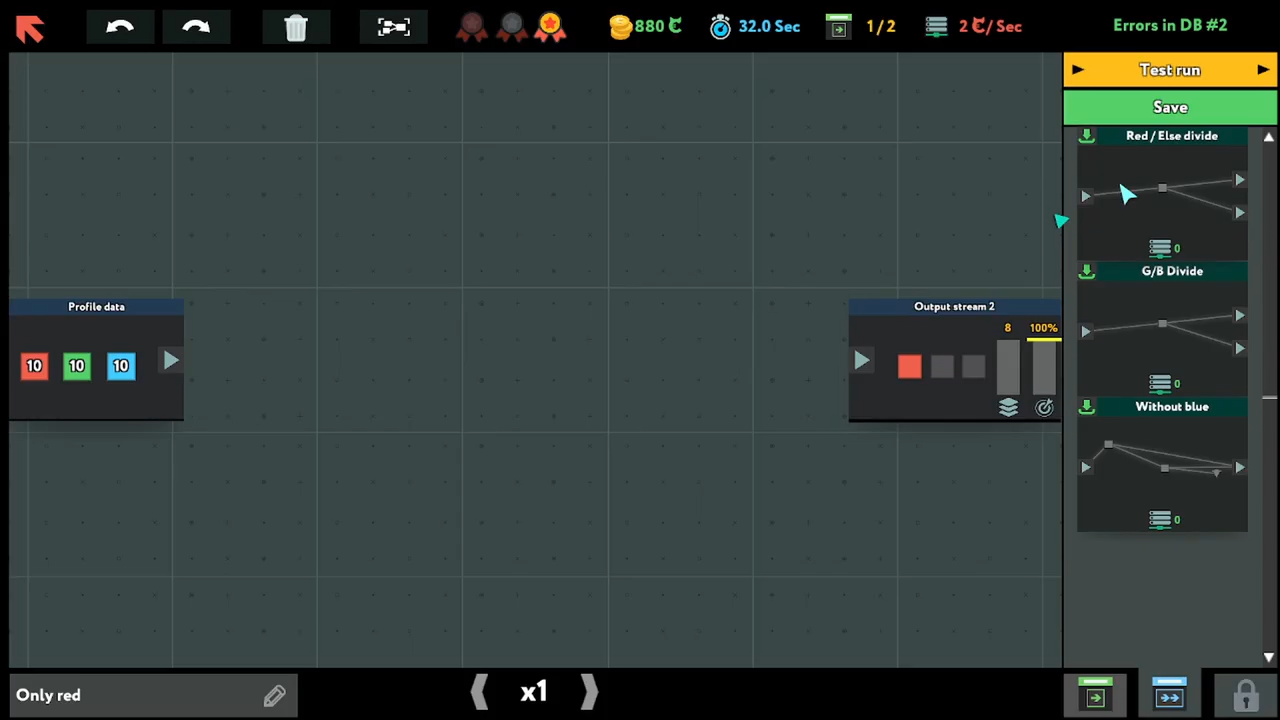 880 ₢
32.0 Sec
1 / 2
2 ₢/Sec
Errors in DB #2
Test run
Save
Red / Else divide
0
G/B Divide
0
Without blue
0
Profile data
10
10
10
Output stream 2
8
100%
Only red
x1